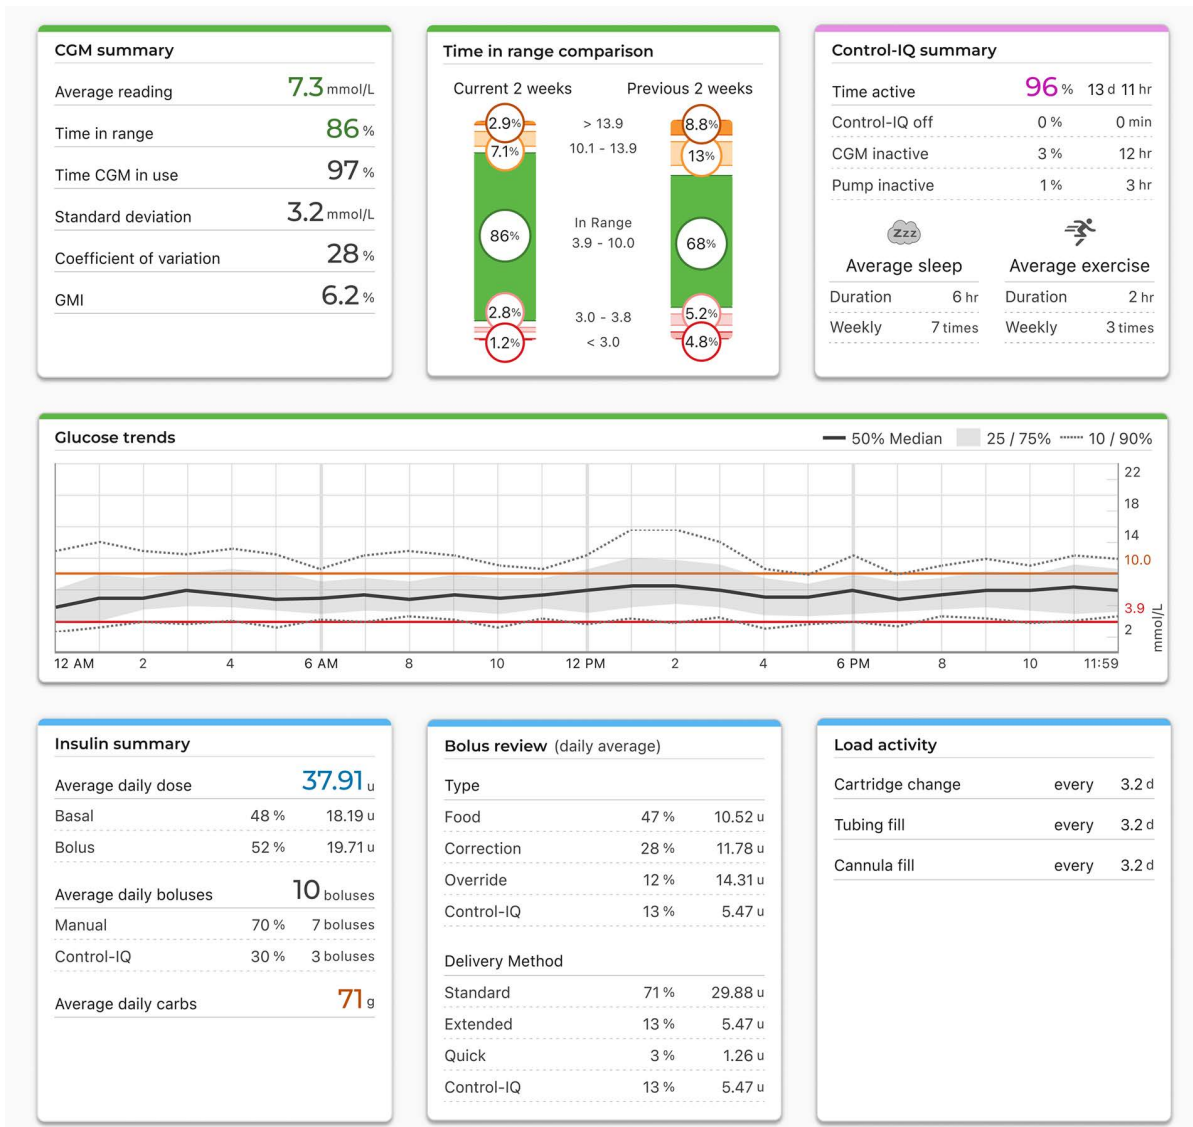 CGM summary
Average reading 7.3 mmol/L
Time in range 86 %
Time CGM in use 97 %
Standard deviation 3.2 mmol/L
Coefficient of variation 28 %
GMI 6.2 %
Time in range comparison
Current 2 weeks Previous 2 weeks
2.9% > 13.9 8.8%
7.1% 10.1 - 13.9 13%
In Range
86% 3.9 - 10.0 68%
2.8% 3.0 - 3.8 5.2%
1.2% < 3.0 4.8%
Control-IQ summary
Time active 96 % 13 d 11 hr
Control-IQ off 0 % 0 min
CGM inactive 3 % 12 hr
Pump inactive 1 % 3 hr
Zzz
Average sleep Average exercise
Duration 6 hr Duration 2 hr
Weekly 7 times Weekly 3 times
Glucose trends 50% Median 25 / 75% 10 / 90%
22
18
14
10.0
3.9
2
mmol/L
12 AM 2 4 6 AM 8 10 12 PM 2 4 6 PM 8 10 11:59
Insulin summary
Average daily dose 37.91 u
Basal 48 % 18.19 u
Bolus 52 % 19.71 u
Average daily boluses 10 boluses
Manual 70 % 7 boluses
Control-IQ 30 % 3 boluses
Average daily carbs 71 g
Bolus review (daily average)
Type
Food 47 % 10.52 u
Correction 28 % 11.78 u
Override 12 % 14.31 u
Control-IQ 13 % 5.47 u
Delivery Method
Standard 71 % 29.88 u
Extended 13 % 5.47 u
Quick 3 % 1.26 u
Control-IQ 13 % 5.47 u
Load activity
Cartridge change every 3.2 d
Tubing fill every 3.2 d
Cannula fill every 3.2 d